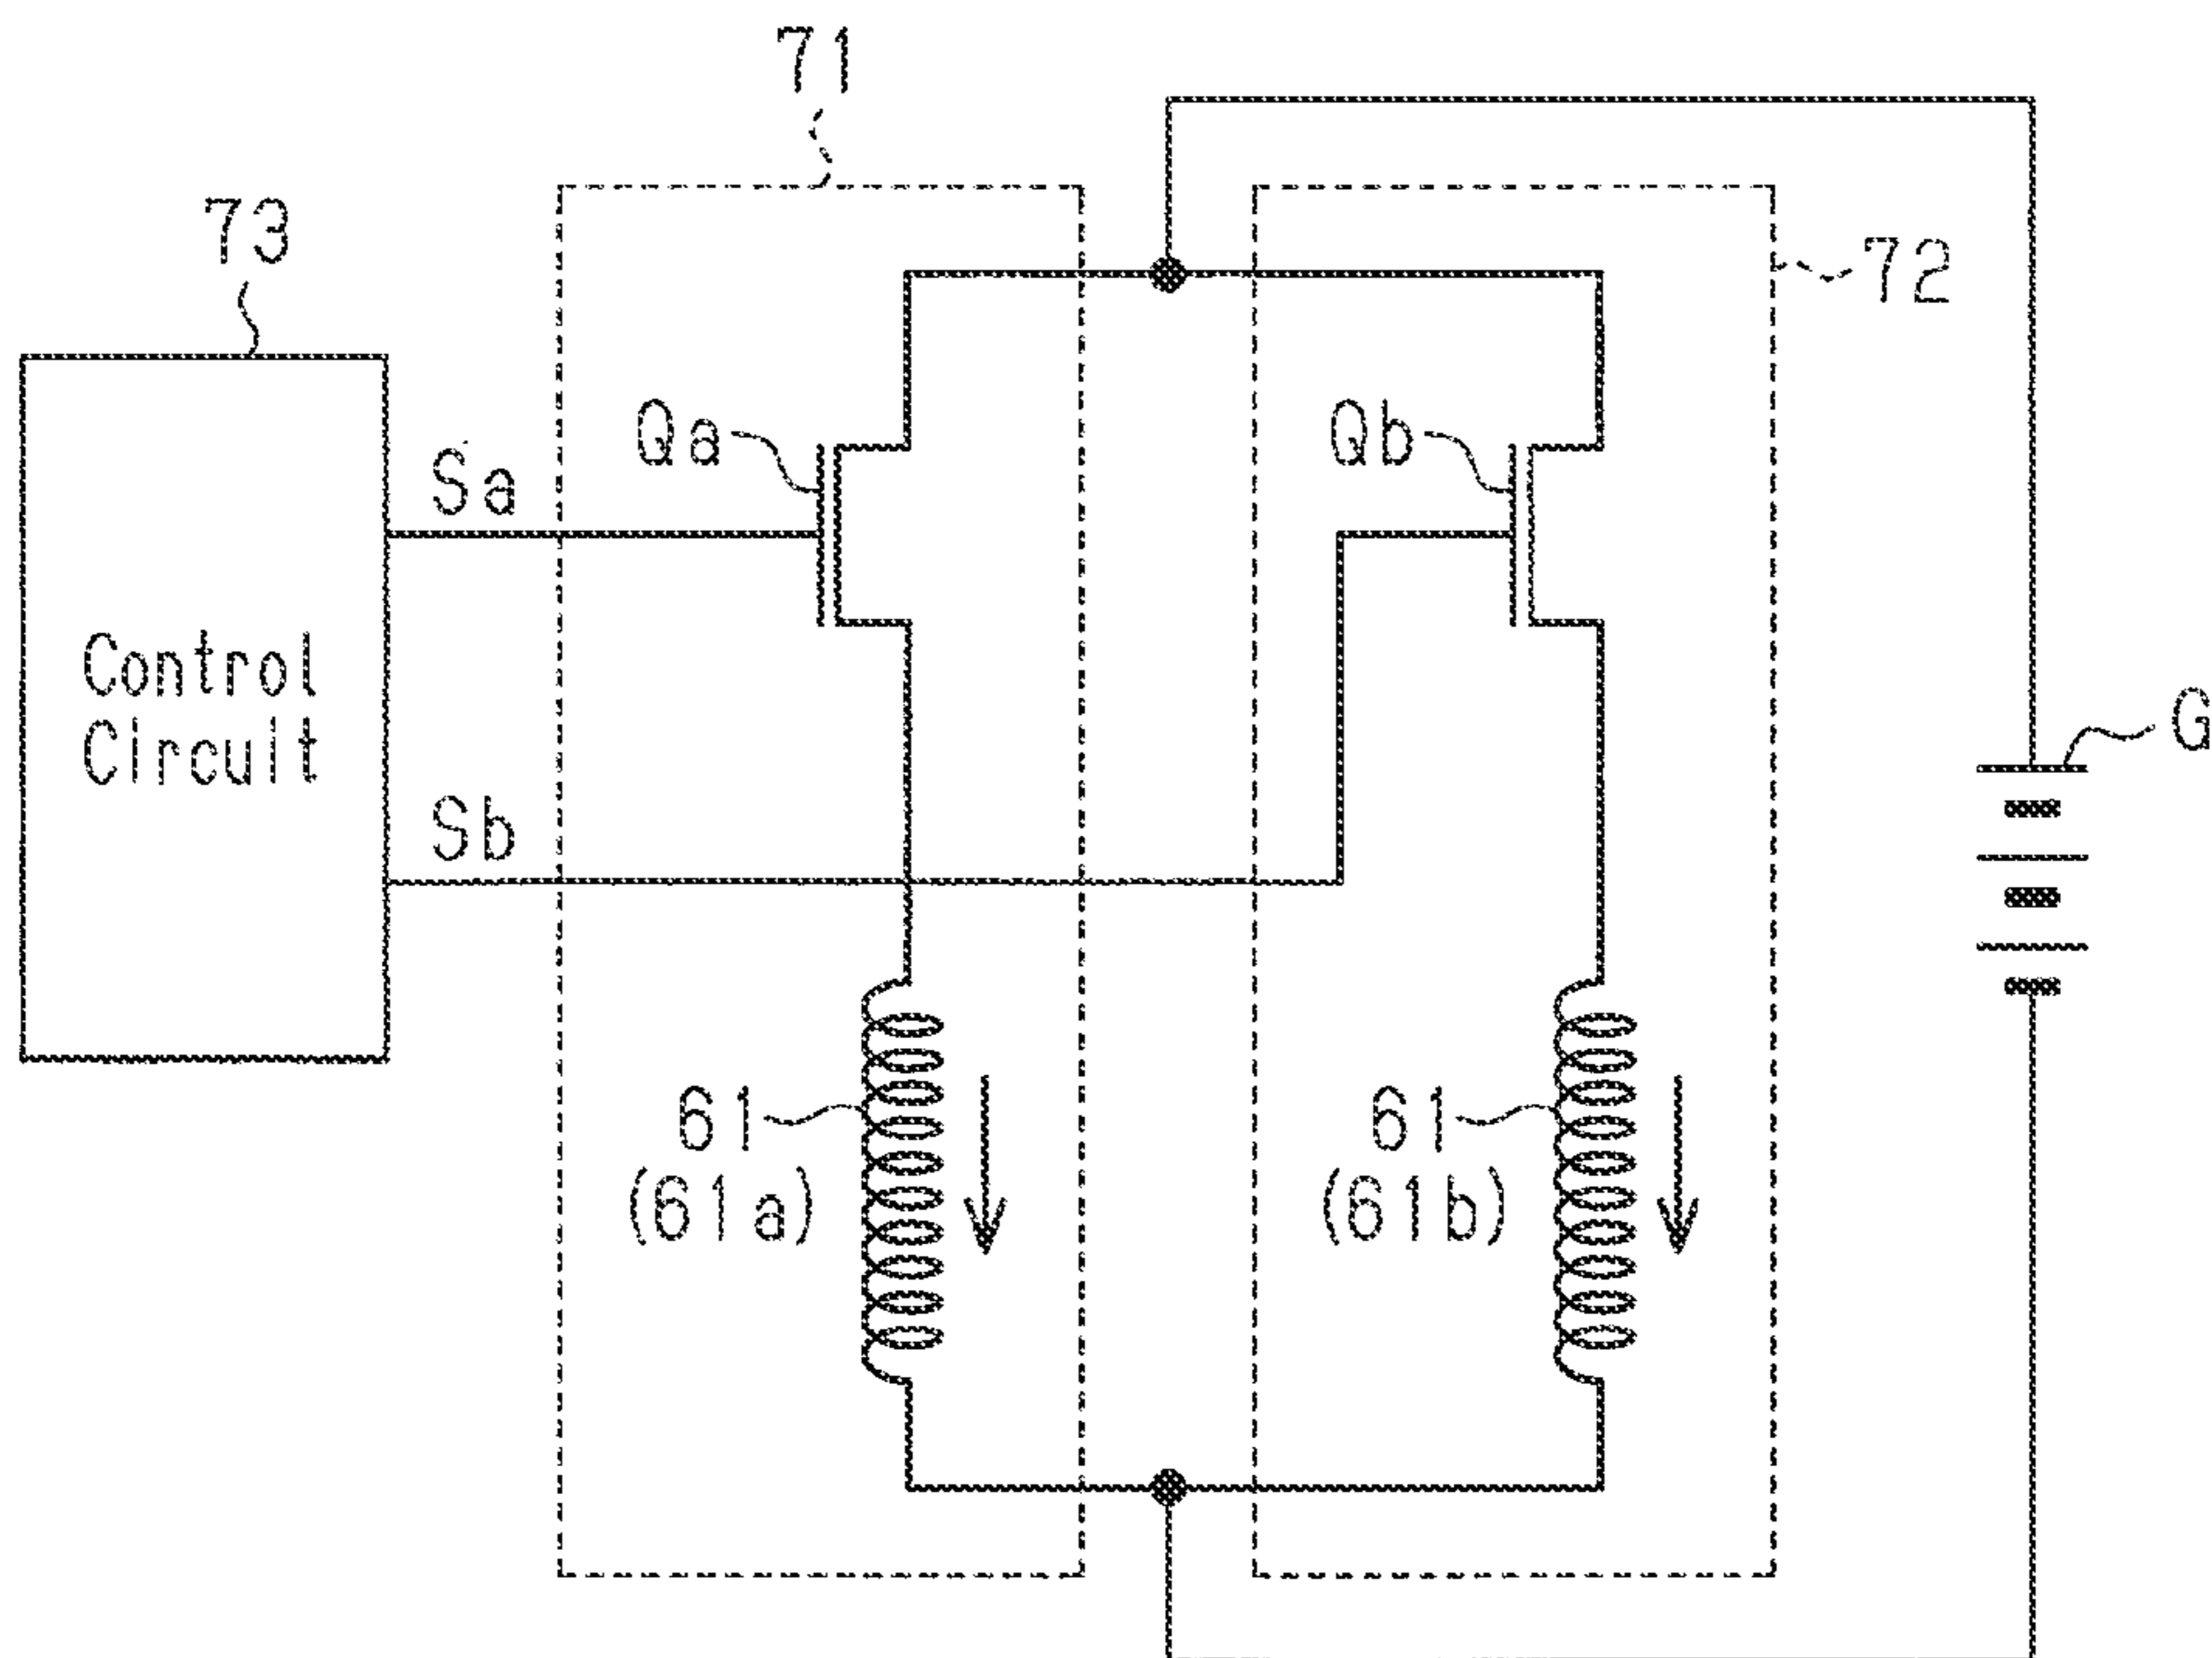 71
73
72
Qa
Qb
Sa
Control
Circuit
G
Sb
61
(61a)
61
(61b)